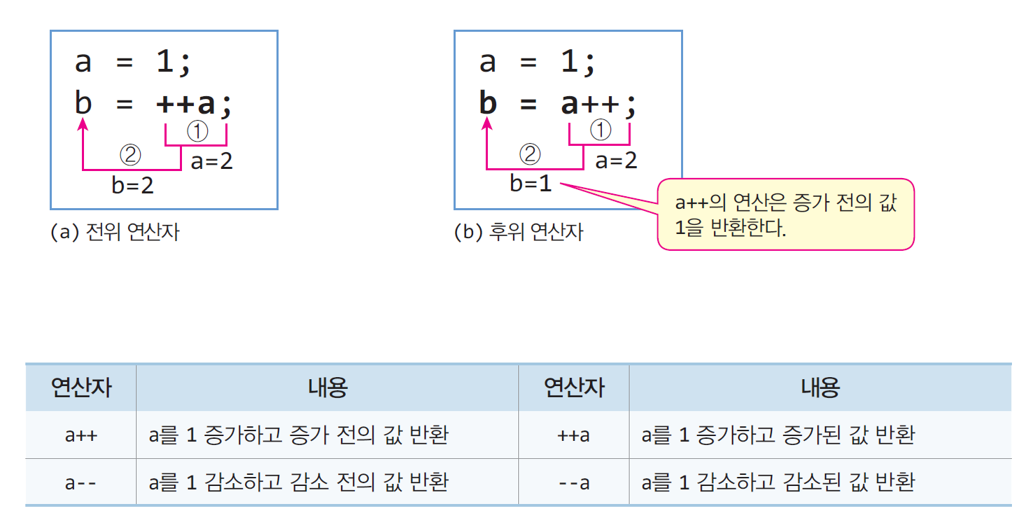 a = 1;
b = ++a;
①
②
a=2
b=2
(a) 전위 연산자
a = 1;
b = a++;
①
②
a=2
b=1
a++의 연산은 증가 전의 값
1을 반환한다.
(b) 후위 연산자
연산자 내용 연산자 내용
a++ a를 1 증가하고 증가 전의 값 반환 ++a a를 1 증가하고 증가된 값 반환
a-- a를 1 감소하고 감소 전의 값 반환 --a a를 1 감소하고 감소된 값 반환